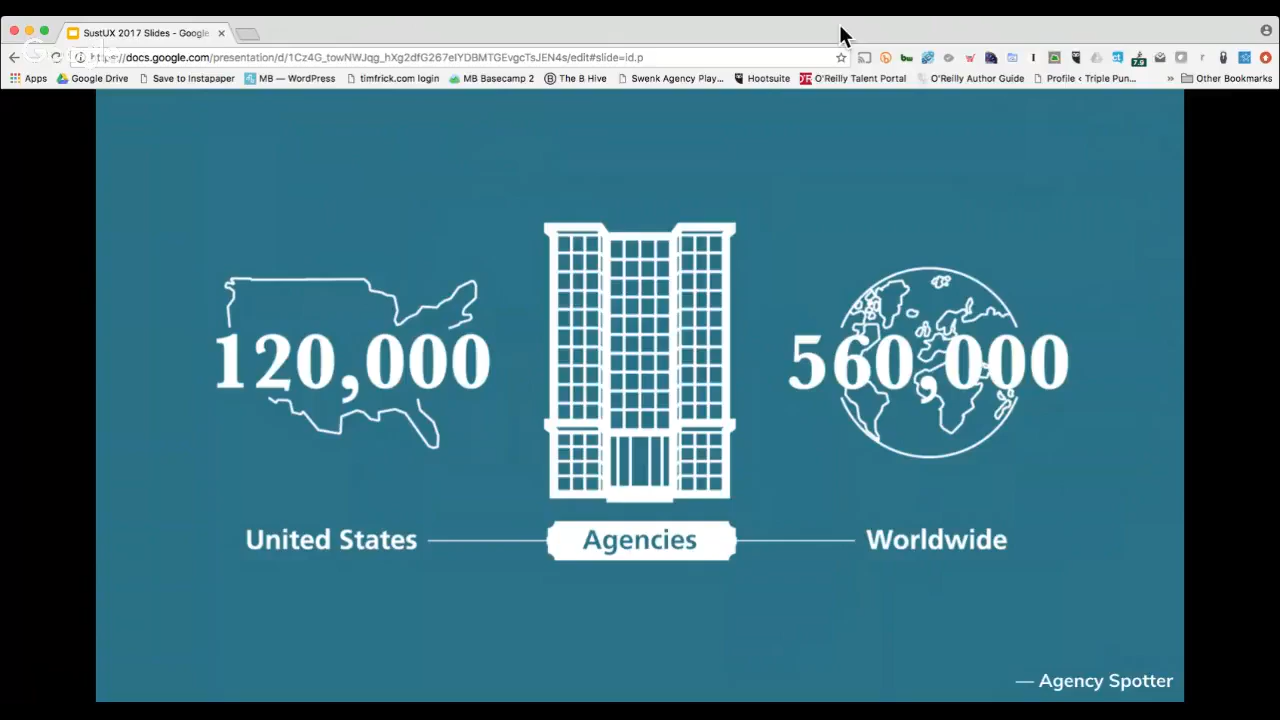 SustUX 2017 Slides - Google
https://docs.google.com/presentation/d/1Cz4G_towNWJqg_hXg2dfG267eIYDBMTGEvgcTsJEN4s/edit#slide=id.p
Apps Google Drive Save to Instapaper MB — WordPress timfrick.com login MB Basecamp 2 The B Hive Swenk Agency Play... Hootsuite O'Reilly Talent Portal O'Reilly Author Guide Profile ‹ Triple Pun... » Other Bookmarks
120,000
560,000
United States
Agencies
Worldwide
— Agency Spotter